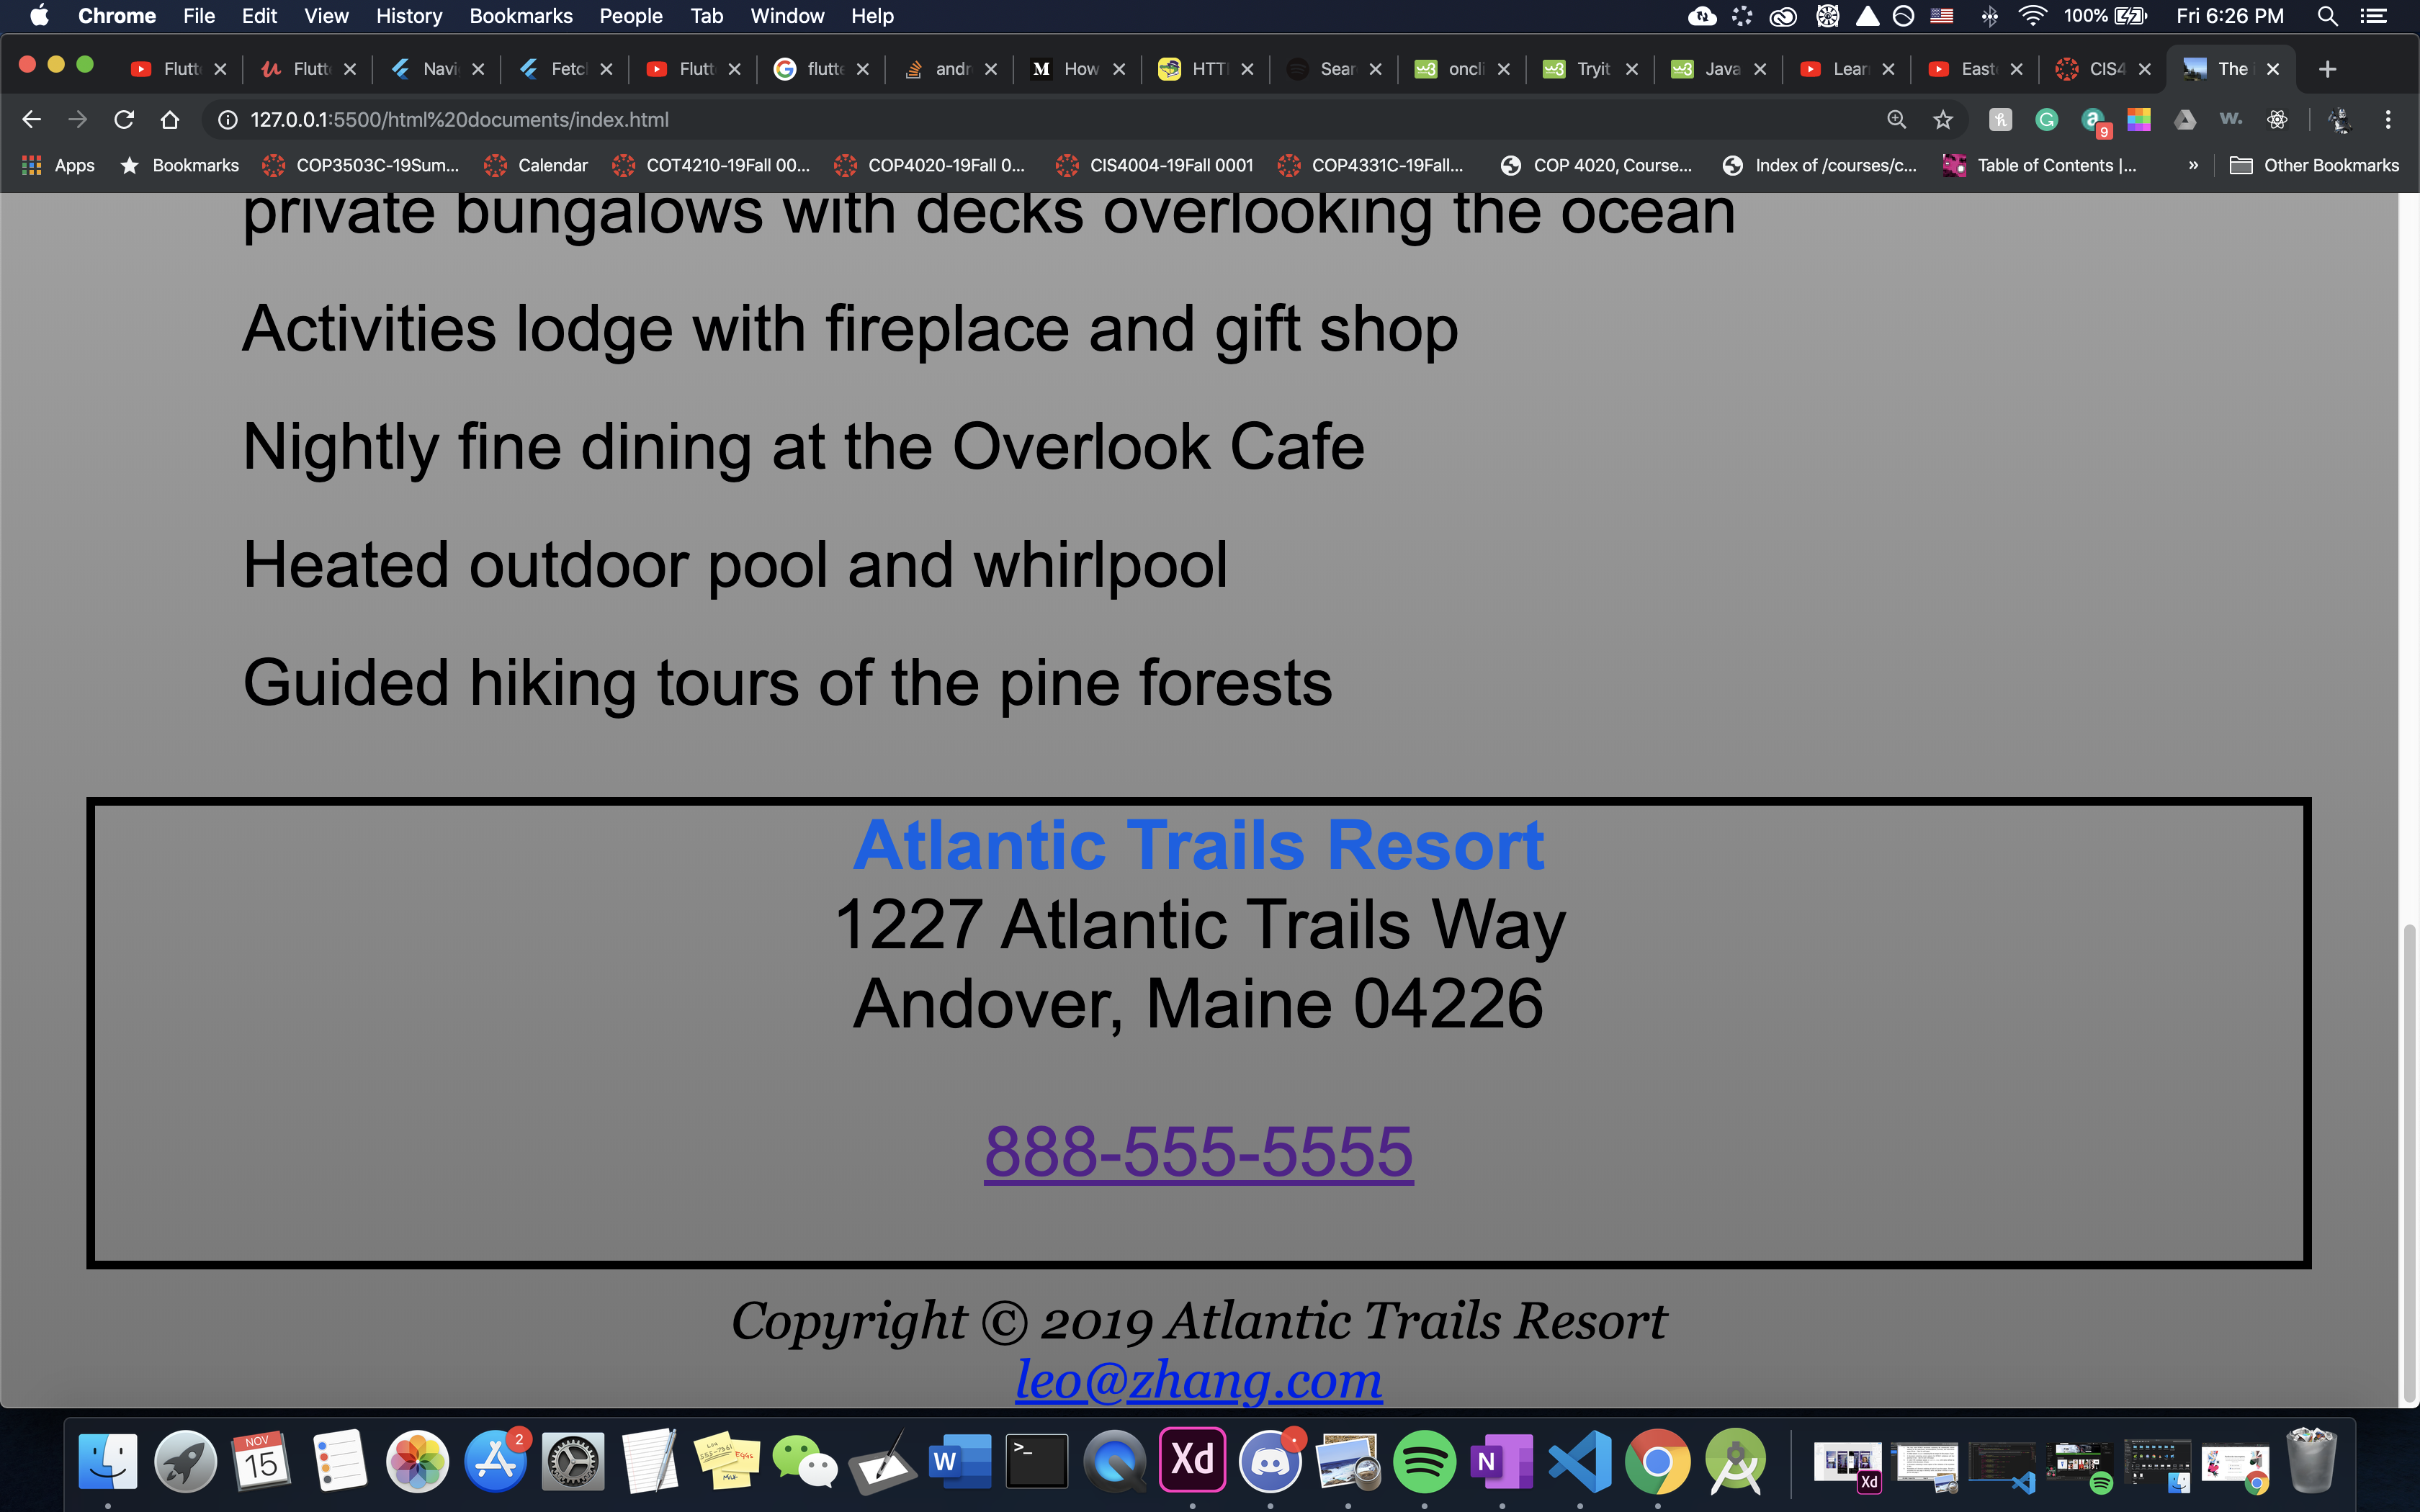 Chrome File Edit View History Bookmarks People Tab Window Help 100% Fri 6:26 PM
Flutt Flutt Navi Fetcl Flutt flutte andr How HTTI Sear oncli Tryit Java Lear East CIS4 The
127.0.0.1:5500/html%20documents/index.html 9
Apps Bookmarks COP3503C-19Sum... Calendar COT4210-19Fall 00... COP4020-19Fall 0... CIS4004-19Fall 0001 COP4331C-19Fall... COP 4020, Course... Index of /courses/c... Table of Contents |... » Other Bookmarks
private bungalows with decks overlooking the ocean
Activities lodge with fireplace and gift shop
Nightly fine dining at the Overlook Cafe
Heated outdoor pool and whirlpool
Guided hiking tours of the pine forests
Atlantic Trails Resort
1227 Atlantic Trails Way
Andover, Maine 04226
888-555-5555
Copyright © 2019 Atlantic Trails Resort
leo@zhang.com
NOV
15
2
W
>_
Xd
N